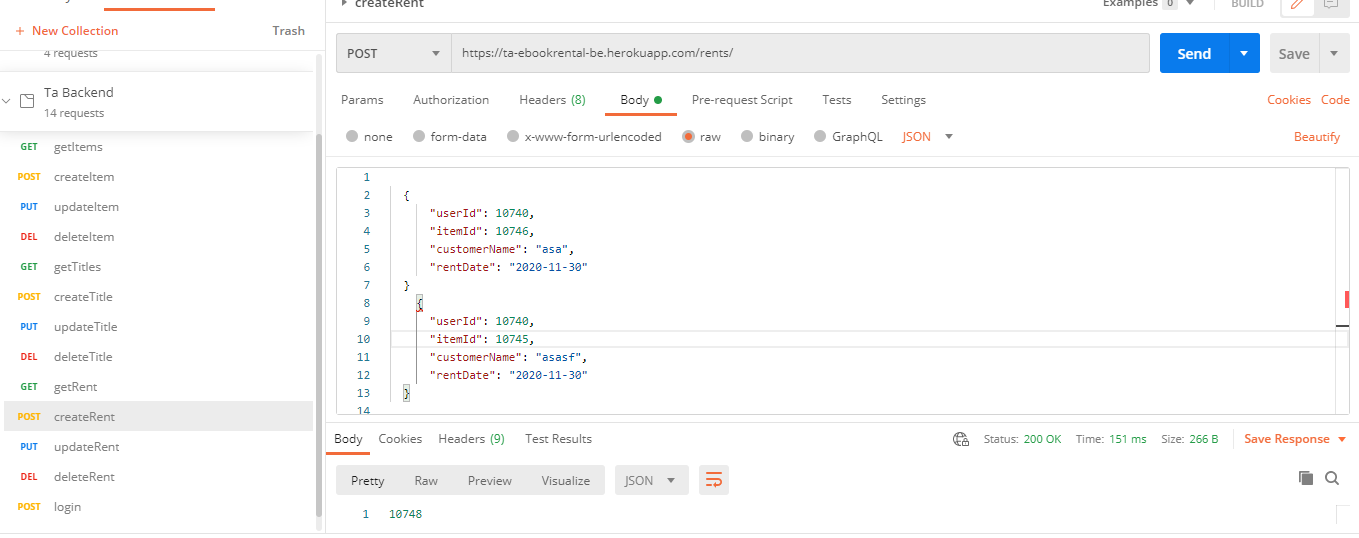 createRent
Examples 0
BUILD
+ New Collection
Trash
4 requests
Ta Backend
14 requests
GET getItems
POST createItem
PUT updateItem
DEL deleteItem
GET getTitles
POST createTitle
PUT updateTitle
DEL deleteTitle
GET getRent
POST createRent
PUT updateRent
DEL deleteRent
POST login
POST
https://ta-ebookrental-be.herokuapp.com/rents/
Send
Save
Params Authorization Headers (8) Body Pre-request Script Tests Settings
Cookies Code
none form-data x-www-form-urlencoded raw binary GraphQL JSON
Beautify
1
2 {
3 "userId": 10740,
4 "itemId": 10746,
5 "customerName": "asa",
6 "rentDate": "2020-11-30"
7 }
8 {
9 "userId": 10740,
10 "itemId": 10745,
11 "customerName": "asasf",
12 "rentDate": "2020-11-30"
13 }
14
Body Cookies Headers (9) Test Results
Status: 200 OK Time: 151 ms Size: 266 B
Save Response
Pretty Raw Preview Visualize JSON
1 10748